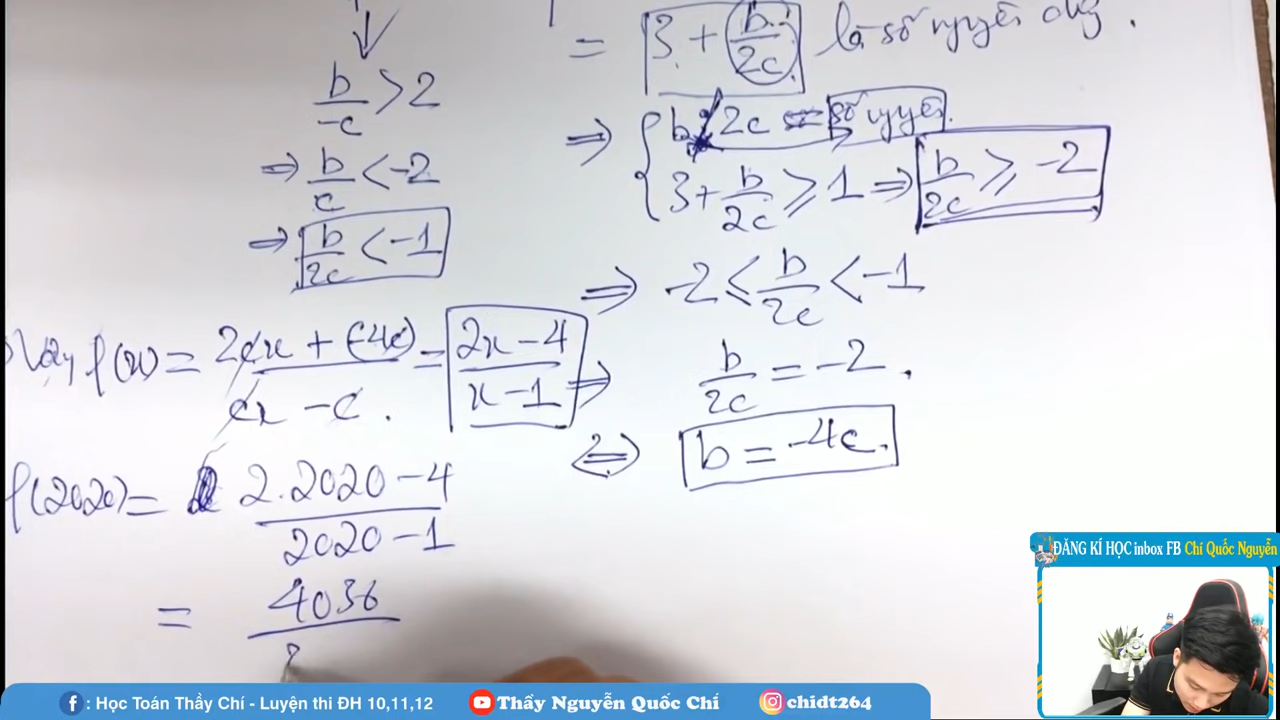 b/-c > 2
⇒ b/c < -2
⇒ b/2c < -1
= 3 + b/2c là số nguyên
⇒ { b 2c số nguyên.
3 + b/2c ⩾ 1 ⇒ b/2c ⩾ -2
⇒ -2 ⩽ b/2c < -1
⇒ b/2c = -2.
⇔ b = -4c.
Vậy f(x) = (2cx + (-4c))/(cx - c) = (2x - 4)/(x - 1)
f(2020) = (2.2020 - 4)/(2020 - 1)
= 4036
ĐĂNG KÍ HỌC inbox FB Chí Quốc Nguyễn
: Học Toán Thầy Chí - Luyện thi ĐH 10,11,12
Thầy Nguyễn Quốc Chí
chidt264